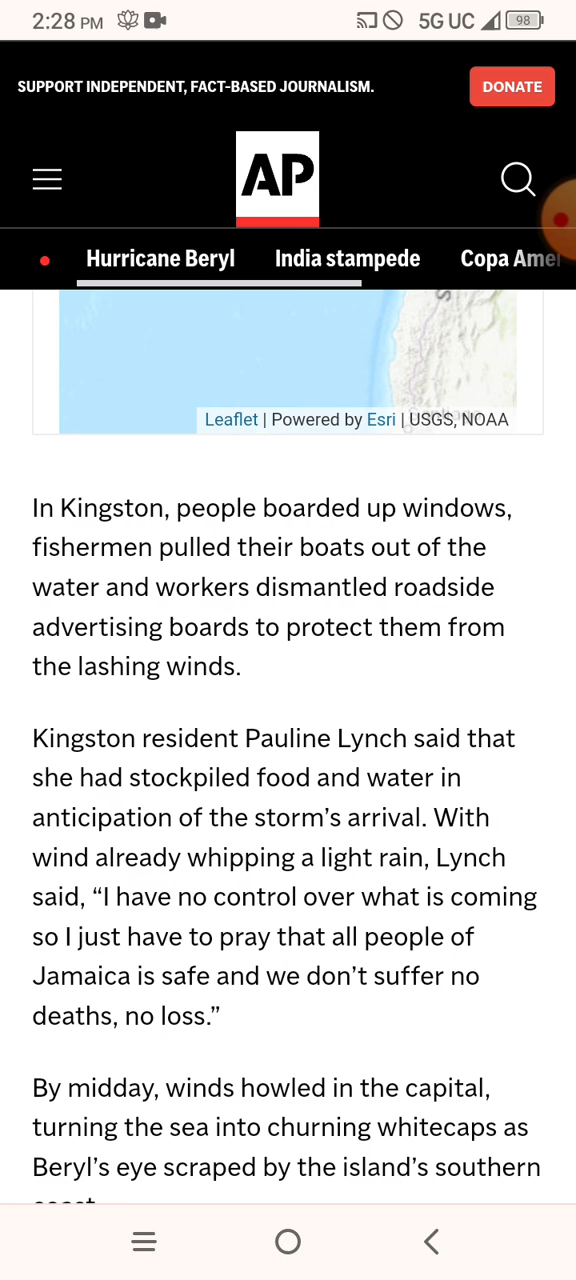 2:28 PM 5G UC 98
SUPPORT INDEPENDENT, FACT-BASED JOURNALISM. DONATE
AP
Hurricane Beryl India stampede Copa Ame
Leaflet | Powered by Esri | USGS, NOAA
In Kingston, people boarded up windows,
fishermen pulled their boats out of the
water and workers dismantled roadside
advertising boards to protect them from
the lashing winds.
Kingston resident Pauline Lynch said that
she had stockpiled food and water in
anticipation of the storm’s arrival. With
wind already whipping a light rain, Lynch
said, “I have no control over what is coming
so I just have to pray that all people of
Jamaica is safe and we don’t suffer no
deaths, no loss.”
By midday, winds howled in the capital,
turning the sea into churning whitecaps as
Beryl’s eye scraped by the island’s southern